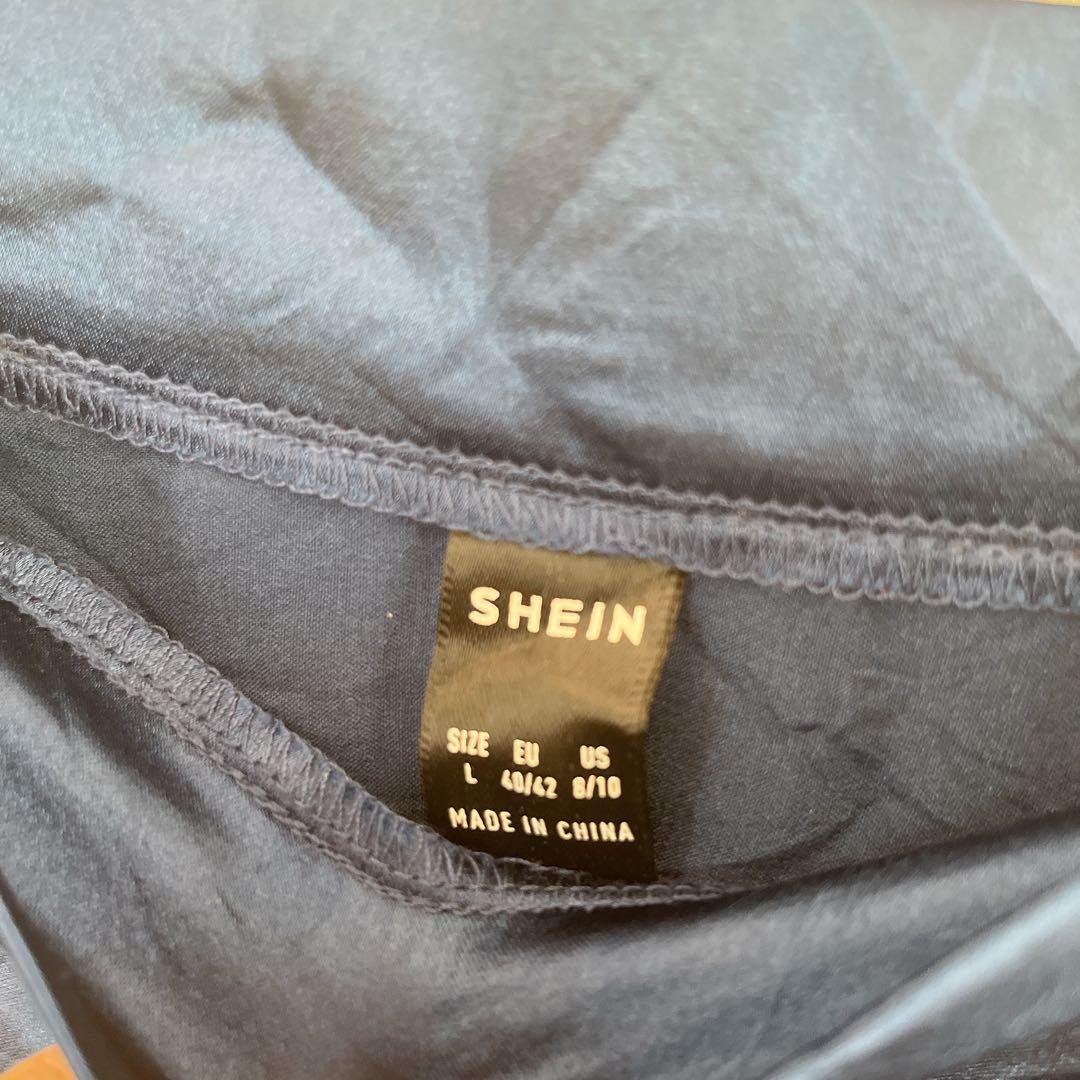 SHEIN
SIZE EU US
L 40/42 8/10
MADE IN CHINA